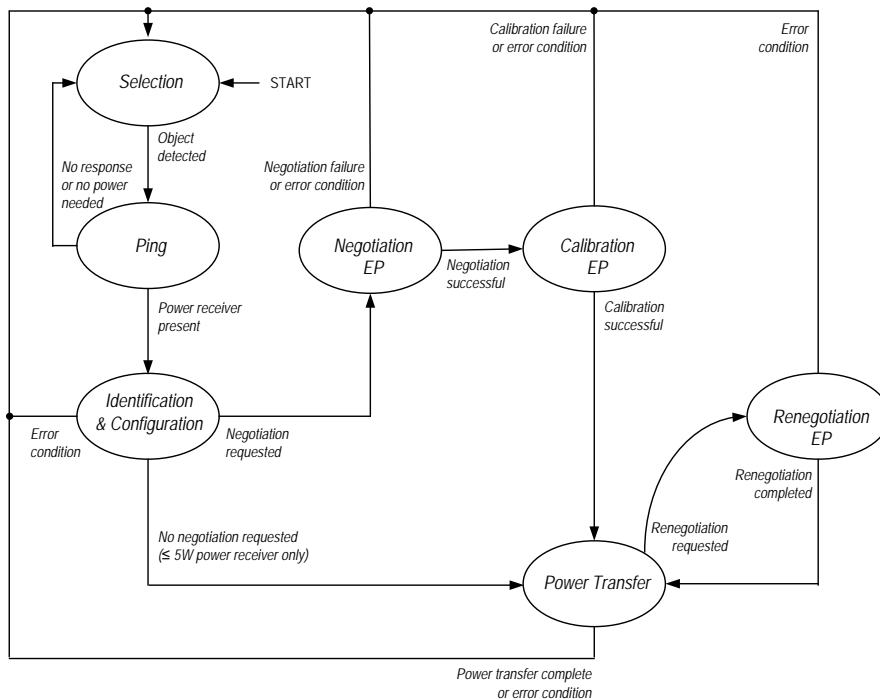 Calibration failure
or error condition
Error
condition
Selection
START
Object
detected
No response
or no power
needed
Negotiation failure
or error condition
Ping
Negotiation
EP
Negotiation
successful
Calibration
EP
Power receiver
present
Calibration
successful
Identification
& Configuration
Error
condition
Negotiation
requested
Renegotiation
EP
Renegotiation
completed
No negotiation requested
(≤ 5W power receiver only)
Renegotiation
requested
Power Transfer
Power transfer complete
or error condition